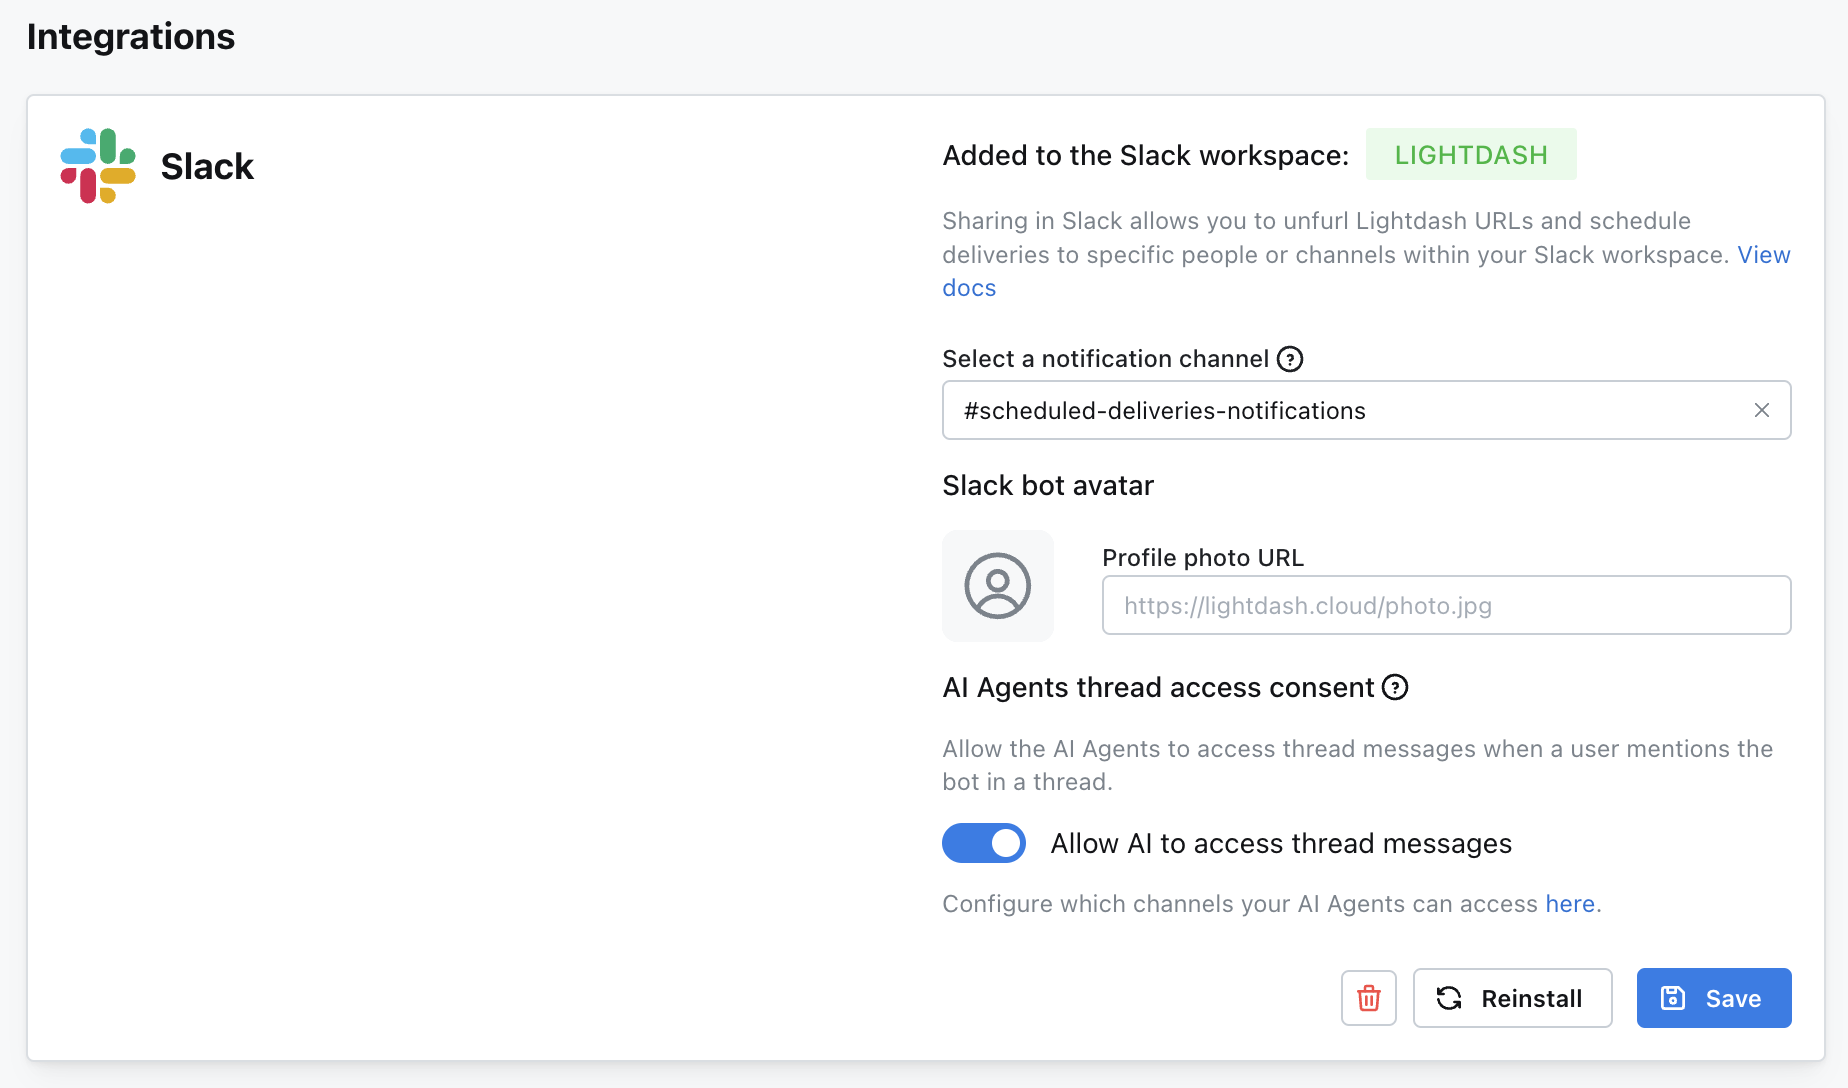 Integrations
Slack
Added to the Slack workspace: LIGHTDASH
Sharing in Slack allows you to unfurl Lightdash URLs and schedule
deliveries to specific people or channels within your Slack workspace. View
docs
Select a notification channel ?
#scheduled-deliveries-notifications
Slack bot avatar
Profile photo URL
https://lightdash.cloud/photo.jpg
AI Agents thread access consent ?
Allow the AI Agents to access thread messages when a user mentions the
bot in a thread.
Allow AI to access thread messages
Configure which channels your AI Agents can access here.
Reinstall
Save